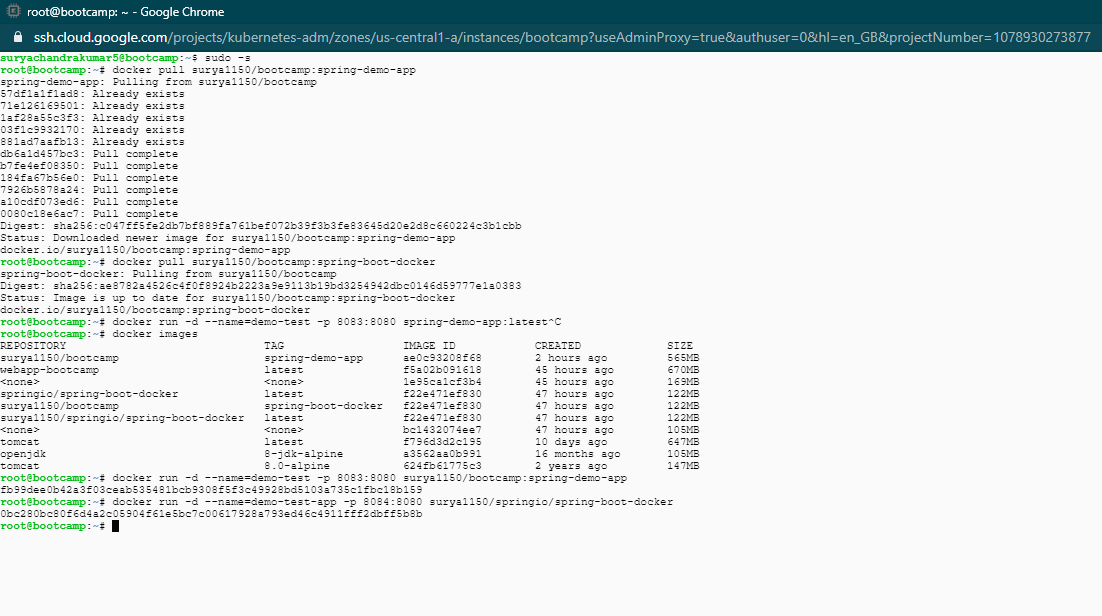 root@bootcamp: ~ - Google Chrome
ssh.cloud.google.com/projects/kubernetes-adm/zones/us-central1-a/instances/bootcamp?useAdminProxy=true&authuser=0&hl=en_GB&projectNumber=1078930273877
suryachandrakumar5@bootcamp:~$ sudo -s
root@bootcamp:~# docker pull surya1150/bootcamp:spring-demo-app
spring-demo-app: Pulling from surya1150/bootcamp
57df1a1f1ad8: Already exists
71e126169501: Already exists
1af28a55c3f3: Already exists
03f1c9932170: Already exists
881ad7aafb13: Already exists
db6a1d457bc3: Pull complete
b7fe4ef08350: Pull complete
184fa67b56e0: Pull complete
7926b5878a24: Pull complete
a10cdf073ed6: Pull complete
0080c18e6ac7: Pull complete
Digest: sha256:c047ff5fe2db7bf889fa761bef072b39f3b3fe83645d20e2d8c660224c3b1cbb
Status: Downloaded newer image for surya1150/bootcamp:spring-demo-app
docker.io/surya1150/bootcamp:spring-demo-app
root@bootcamp:~# docker pull surya1150/bootcamp:spring-boot-docker
spring-boot-docker: Pulling from surya1150/bootcamp
Digest: sha256:ae8782a4526c4f0f8924b2223a9e9113b19bd3254942dbc0146d59777e1a0383
Status: Image is up to date for surya1150/bootcamp:spring-boot-docker
docker.io/surya1150/bootcamp:spring-boot-docker
root@bootcamp:~# docker run -d --name=demo-test -p 8083:8080 spring-demo-app:latest^C
root@bootcamp:~# docker images
REPOSITORY TAG IMAGE ID CREATED SIZE
surya1150/bootcamp spring-demo-app ae0c93208f68 2 hours ago 565MB
webapp-bootcamp latest f5a02b091618 45 hours ago 670MB
<none> <none> 1e95ca1cf3b4 45 hours ago 169MB
springio/spring-boot-docker latest f22e471ef830 47 hours ago 122MB
surya1150/bootcamp spring-boot-docker f22e471ef830 47 hours ago 122MB
surya1150/springio/spring-boot-docker latest f22e471ef830 47 hours ago 122MB
<none> <none> bc1432074ee7 47 hours ago 105MB
tomcat latest f796d3d2c195 10 days ago 647MB
openjdk 8-jdk-alpine a3562aa0b991 16 months ago 105MB
tomcat 8.0-alpine 624fb61775c3 2 years ago 147MB
root@bootcamp:~# docker run -d --name=demo-test -p 8083:8080 surya1150/bootcamp:spring-demo-app
fb99dee0b42a3f03ceab535481bcb9308f5f3c49928bd5103a735c1fbc18b159
root@bootcamp:~# docker run -d --name=demo-test-app -p 8084:8080 surya1150/springio/spring-boot-docker
0bc280bc80f6d4a2c05904f61e5bc7c00617928a793ed46c4911fff2dbff5b8b
root@bootcamp:~#